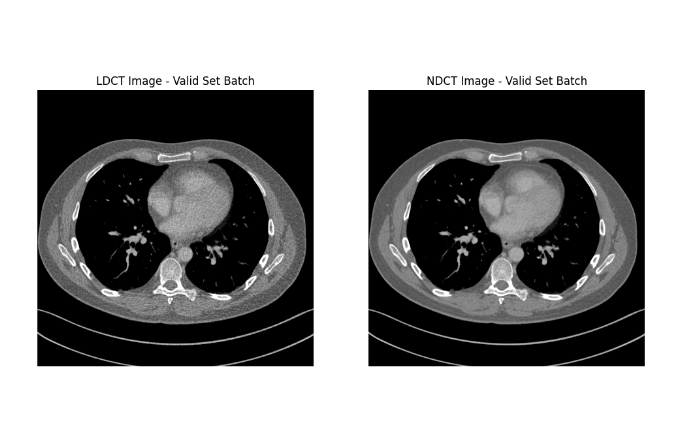 LDCT Image - Valid Set Batch
NDCT Image - Valid Set Batch